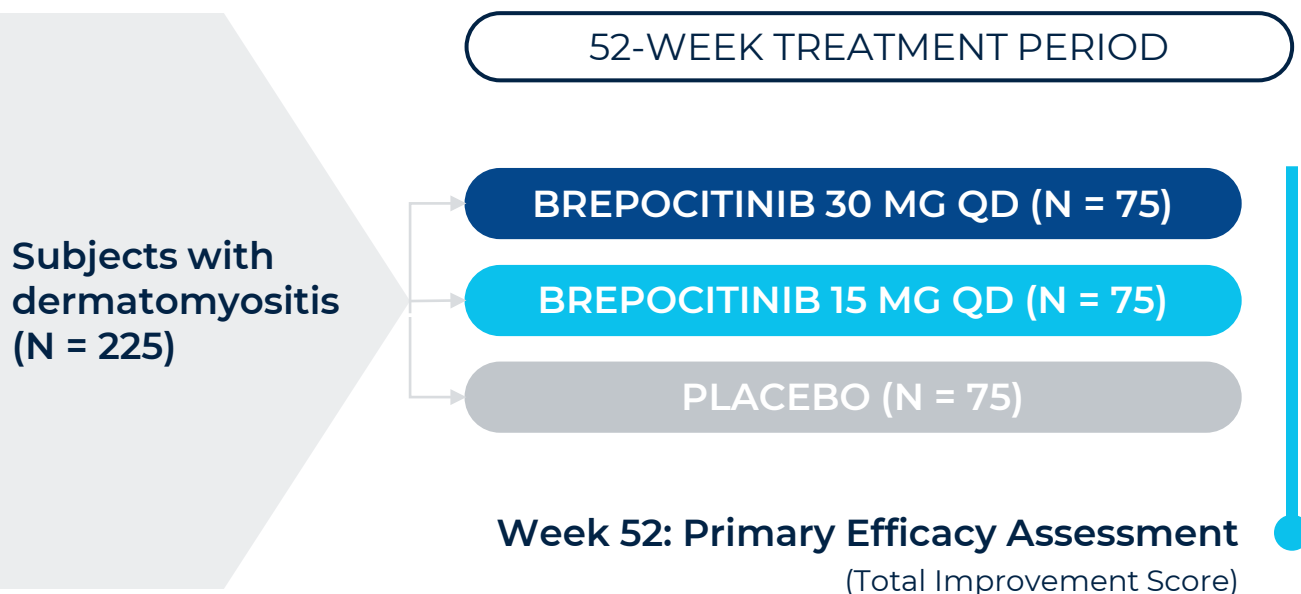 52-WEEK TREATMENT PERIOD
Subjects with
dermatomyositis
(N = 225)
BREPOCITINIB 30 MG QD (N = 75)
BREPOCITINIB 15 MG QD (N = 75)
PLACEBO (N = 75)
Week 52: Primary Efficacy Assessment
(Total Improvement Score)